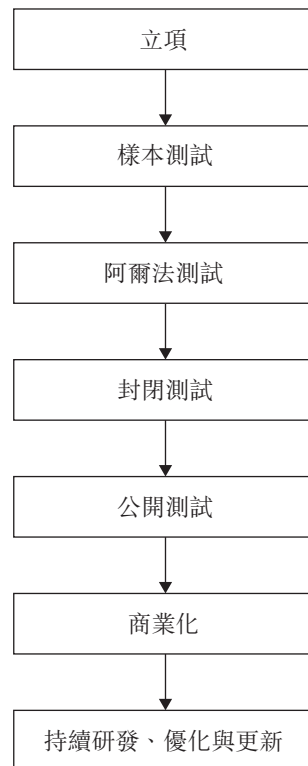 立項
樣本測試
阿爾法測試
封閉測試
公開測試
商業化
持續研發、優化與更新